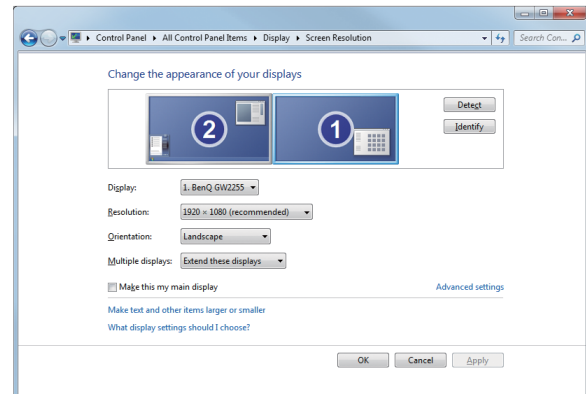 Control Panel ▸ All Control Panel Items ▸ Display ▸ Screen Resolution
Search Con...
Change the appearance of your displays
2
1
Detect
Identify
Display: 1. BenQ GW2255
Resolution: 1920 × 1080 (recommended)
Orientation: Landscape
Multiple displays: Extend these displays
Make this my main display
Advanced settings
Make text and other items larger or smaller
What display settings should I choose?
OK
Cancel
Apply